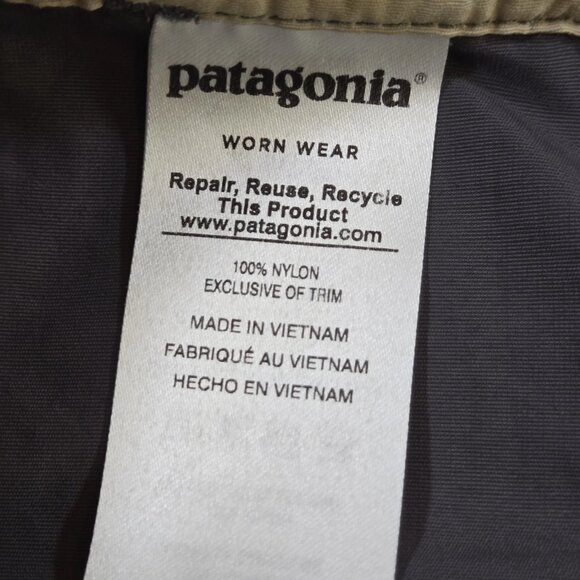 patagonia®
WORN WEAR
Repair, Reuse, Recycle
This Product
www.patagonia.com
100% NYLON
EXCLUSIVE OF TRIM
MADE IN VIETNAM
FABRIQUÉ AU VIETNAM
HECHO EN VIETNAM